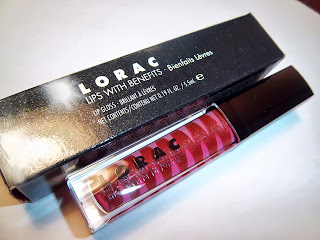 LORAC
LIPS WITH BENEFITS · Bienfaits Lèvres
LIP GLOSS · BRILLANT À LÈVRES
NET CONTENTS/CONTENU NET 0.19 FL OZ / 5.5ml ℮
LORAC